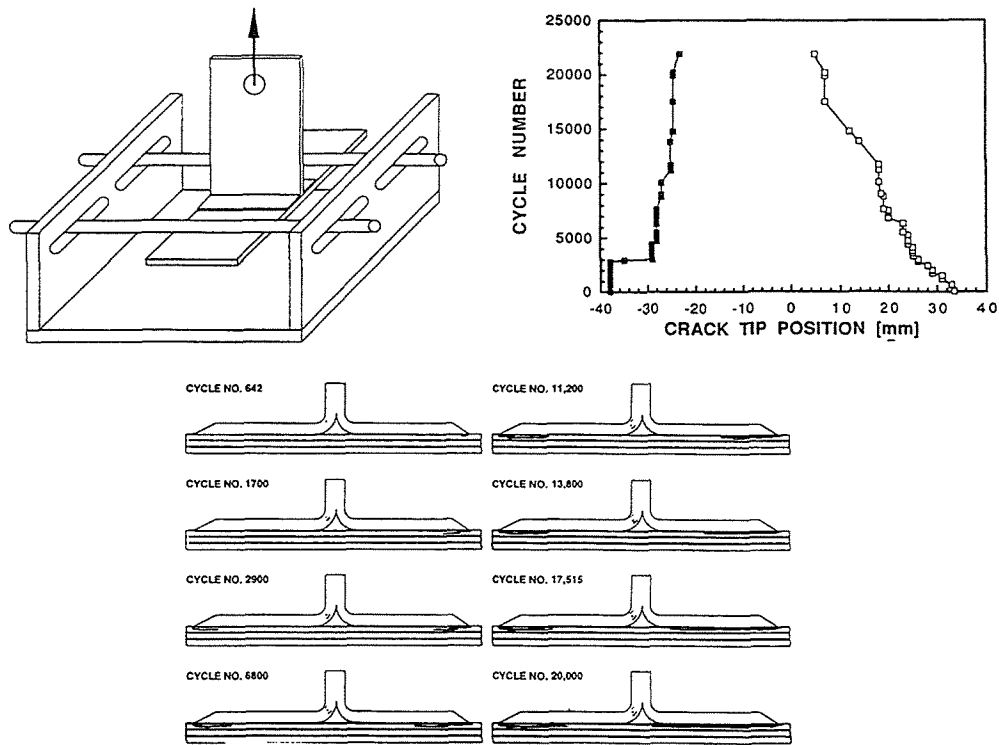 25000
20000
15000
10000
5000
0
CYCLE NUMBER
-40 -30 -20 -10 0 10 20 30 40
CRACK TIP POSITION [mm]
CYCLE NO. 642
CYCLE NO. 11,200
CYCLE NO. 1700
CYCLE NO. 13,800
CYCLE NO. 2900
CYCLE NO. 17,515
CYCLE NO. 6800
CYCLE NO. 20,000